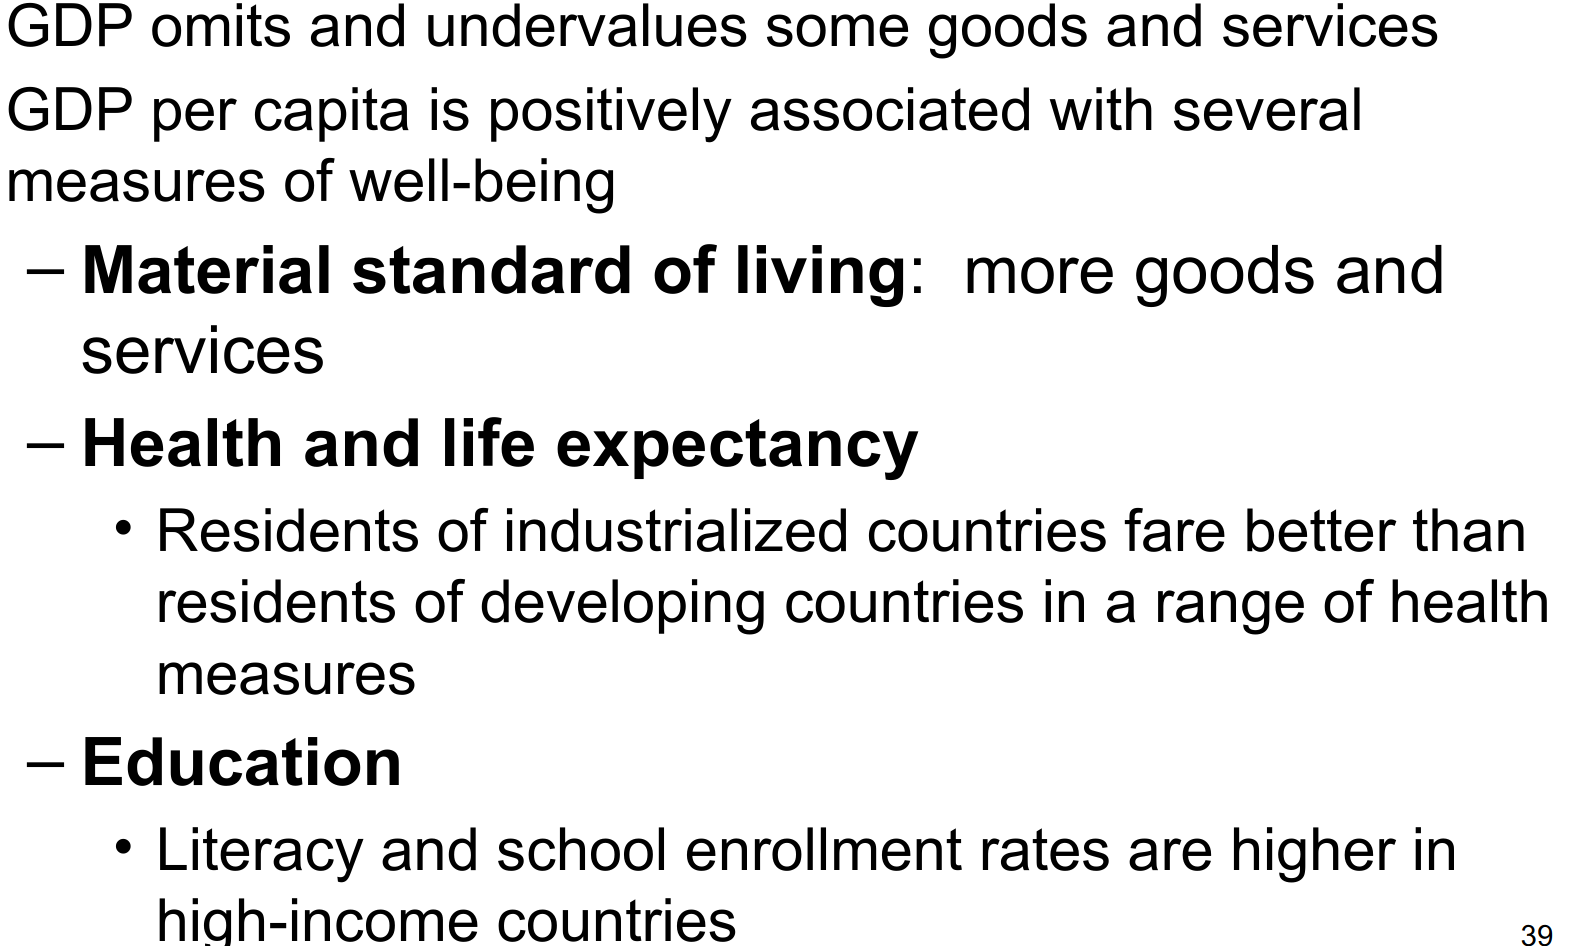 GDP omits and undervalues some goods and services
GDP per capita is positively associated with several
measures of well-being
– Material standard of living:  more goods and
services
– Health and life expectancy
• Residents of industrialized countries fare better than
residents of developing countries in a range of health
measures
– Education
• Literacy and school enrollment rates are higher in
high-income countries
39